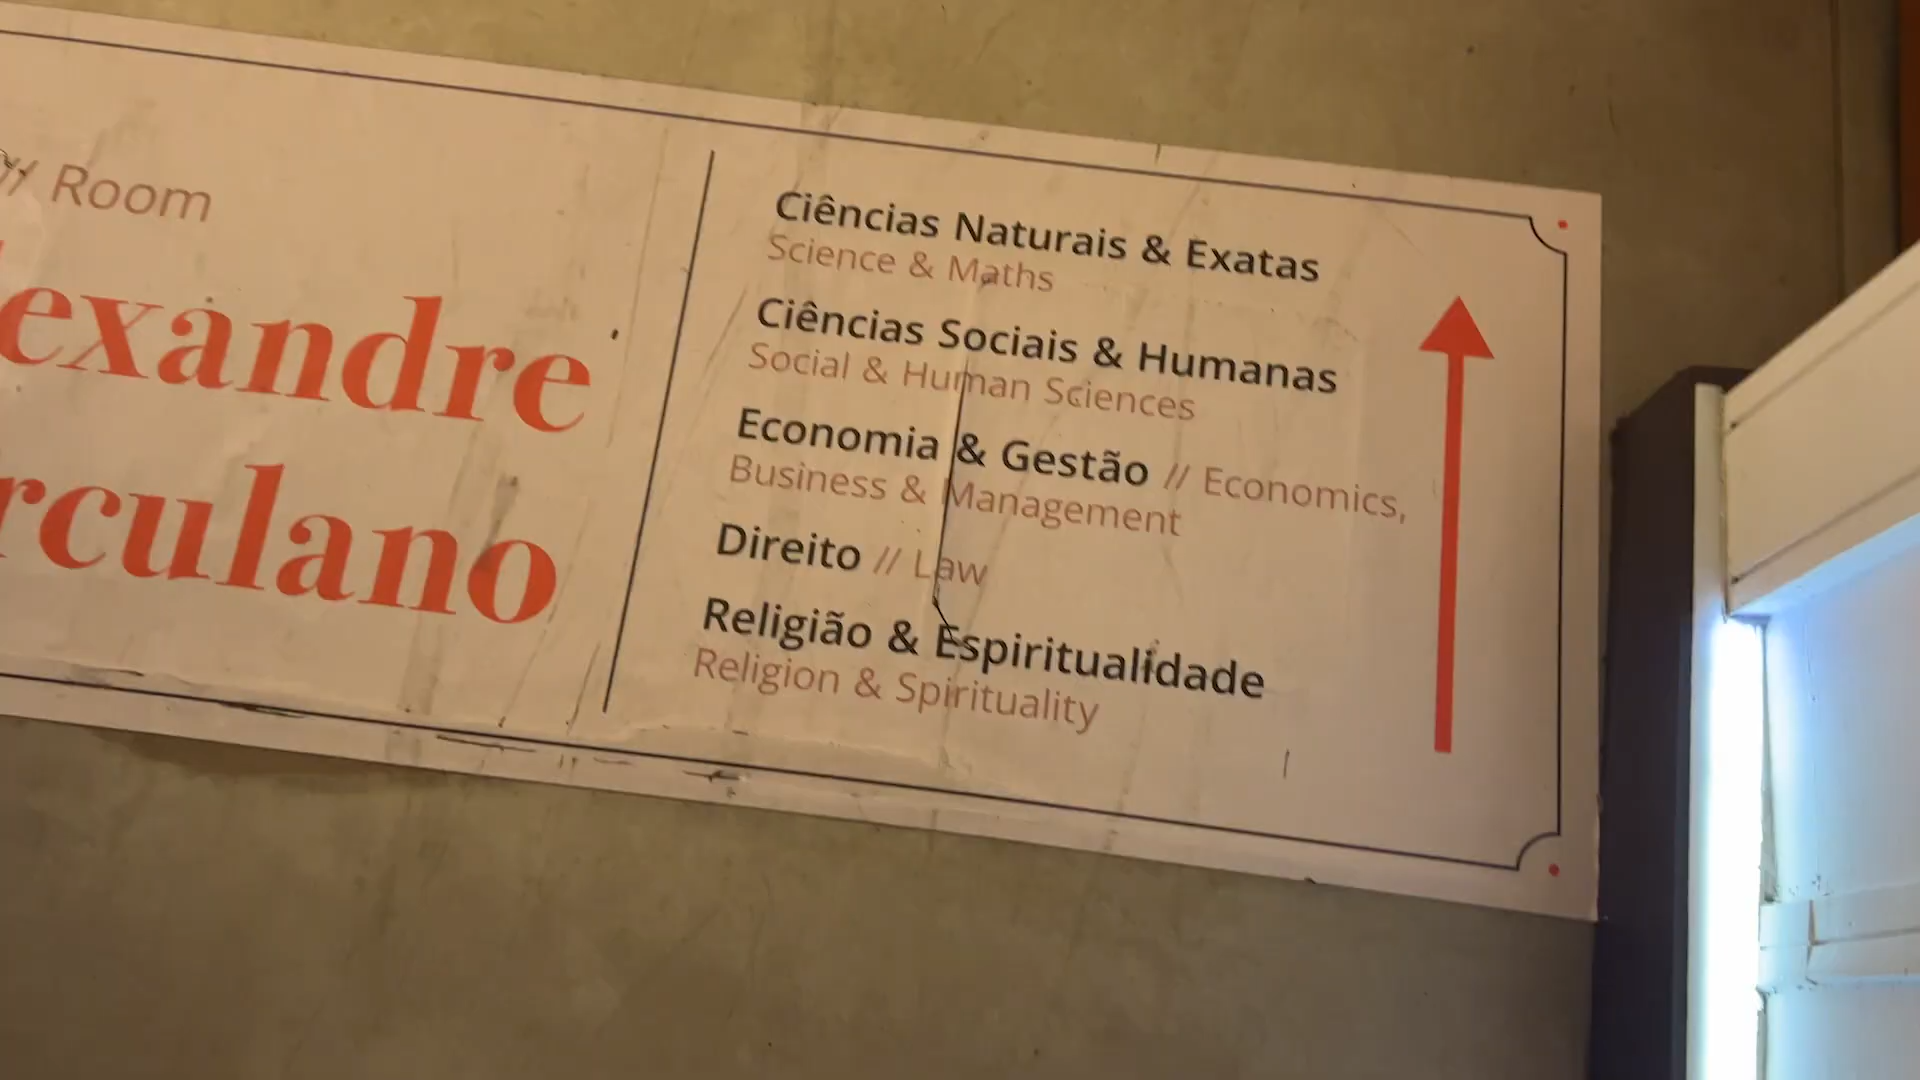 // Room
exandre
rculano
Ciências Naturais & Exatas
Science & Maths
Ciências Sociais & Humanas
Social & Human Sciences
Economia & Gestão // Economics,
Business & Management
Direito // Law
Religião & Espiritualidade
Religion & Spirituality